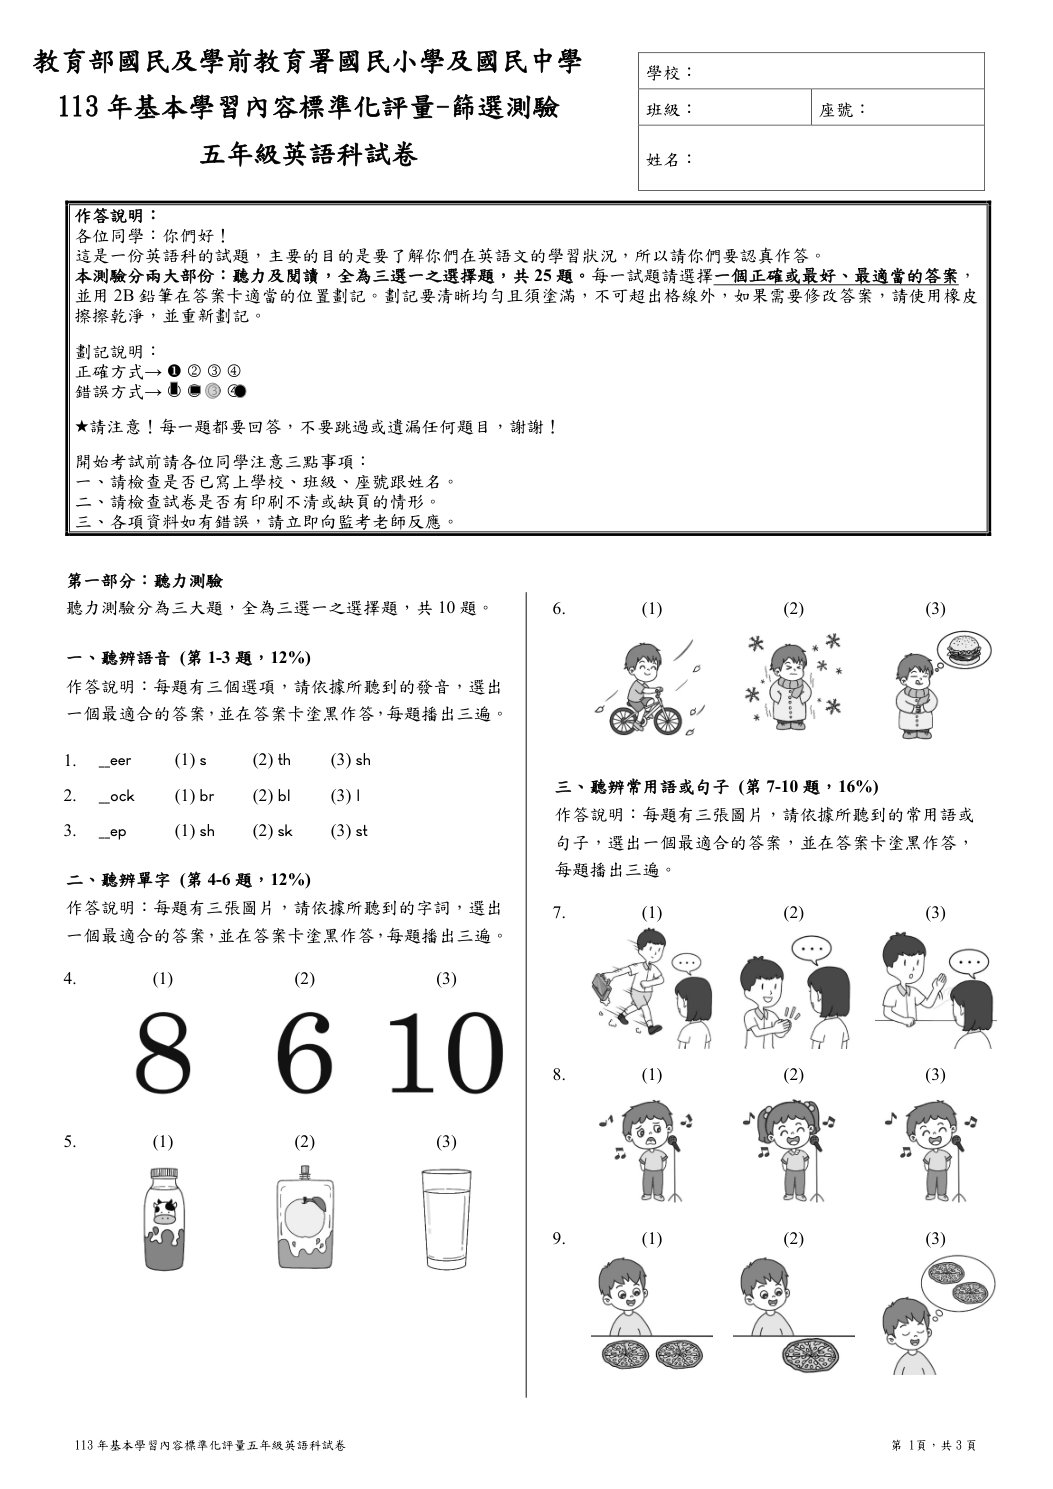 教育部國民及學前教育署國民小學及國民中學
113 年基本學習內容標準化評量-篩選測驗
五年級英語科試卷
學校：
班級：
座號：
姓名：
作答說明：
各位同學：你們好！
這是一份英語科的試題，主要的目的是要了解你們在英語文的學習狀況，所以請你們要認真作答。
本測驗分兩大部份：聽力及閱讀，全為三選一之選擇題，共 25 題。每一試題請選擇一個正確或最好、最適當的答案，
並用 2B 鉛筆在答案卡適當的位置劃記。劃記要清晰均勻且須塗滿，不可超出格線外，如果需要修改答案，請使用橡皮
擦擦乾淨，並重新劃記。
劃記說明：
正確方式→ ❶ ② ③ ④
錯誤方式→ ① ② ③ ④
★請注意！每一題都要回答，不要跳過或遺漏任何題目，謝謝！
開始考試前請各位同學注意三點事項：
一、請檢查是否已寫上學校、班級、座號跟姓名。
二、請檢查試卷是否有印刷不清或缺頁的情形。
三、各項資料如有錯誤，請立即向監考老師反應。
第一部分：聽力測驗
聽力測驗分為三大題，全為三選一之選擇題，共 10 題。
一、聽辨語音 (第 1-3 題，12%)
作答說明：每題有三個選項，請依據所聽到的發音，選出
一個最適合的答案，並在答案卡塗黑作答，每題播出三遍。
1. __eer (1) s (2) th (3) sh
2. __ock (1) br (2) bl (3) l
3. __ep (1) sh (2) sk (3) st
二、聽辨單字 (第 4-6 題，12%)
作答說明：每題有三張圖片，請依據所聽到的字詞，選出
一個最適合的答案，並在答案卡塗黑作答，每題播出三遍。
4. (1) (2) (3)
8 6 10
5. (1) (2) (3)
6. (1) (2) (3)
三、聽辨常用語或句子 (第 7-10 題，16%)
作答說明：每題有三張圖片，請依據所聽到的常用語或
句子，選出一個最適合的答案，並在答案卡塗黑作答，
每題播出三遍。
7. (1) (2) (3)
8. (1) (2) (3)
9. (1) (2) (3)
113 年基本學習內容標準化評量五年級英語科試卷
第 1頁，共 3 頁